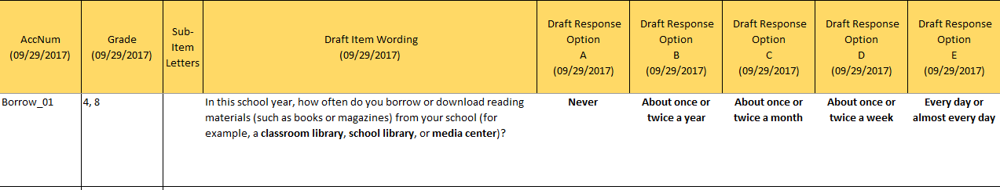 AccNum
(09/29/2017)
Grade
(09/29/2017)
Sub-
Item
Letters
Draft Item Wording
(09/29/2017)
Draft Response
Option
A
(09/29/2017)
Draft Response
Option
B
(09/29/2017)
Draft Response
Option
C
(09/29/2017)
Draft Response
Option
D
(09/29/2017)
Draft Response
Option
E
(09/29/2017)
Borrow_01
4, 8
In this school year, how often do you borrow or download reading
materials (such as books or magazines) from your school (for
example, a classroom library, school library, or media center)?
Never
About once or
twice a year
About once or
twice a month
About once or
twice a week
Every day or
almost every day